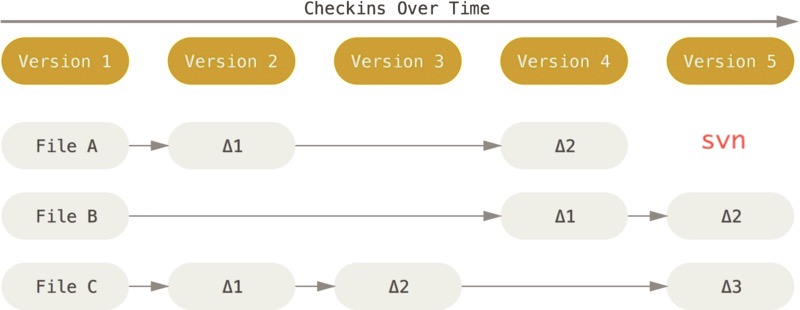 Checkins Over Time
Version 1 Version 2 Version 3 Version 4 Version 5
File A Δ1 Δ2 svn
File B Δ1 Δ2
File C Δ1 Δ2 Δ3